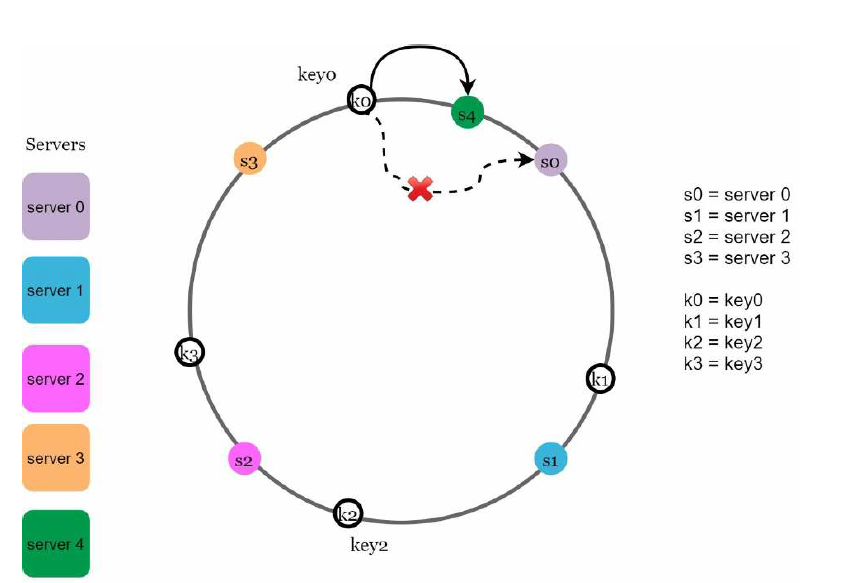 key0
k0
s4
Servers
s3
s0
server 0
s0 = server 0
s1 = server 1
s2 = server 2
s3 = server 3
server 1
k0 = key0
k1 = key1
k2 = key2
k3 = key3
k3
server 2
k1
server 3
s2
s1
k2
server 4
key2